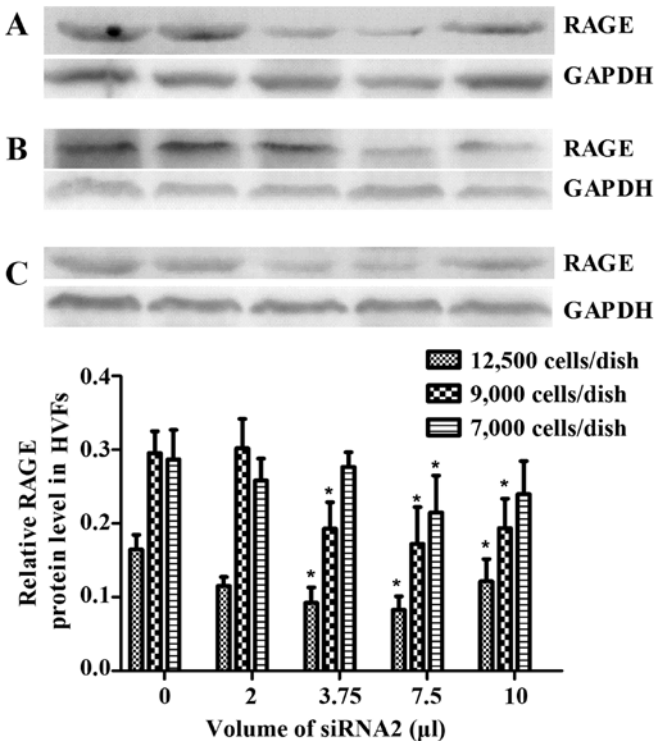 A
RAGE
GAPDH
B
RAGE
GAPDH
C
RAGE
GAPDH
12,500 cells/dish
9,000 cells/dish
7,000 cells/dish
Relative RAGE
protein level in HVFs
0.4
0.3
0.2
0.1
0.0
* * * * * * *
0 2 3.75 7.5 10
Volume of siRNA2 (μl)